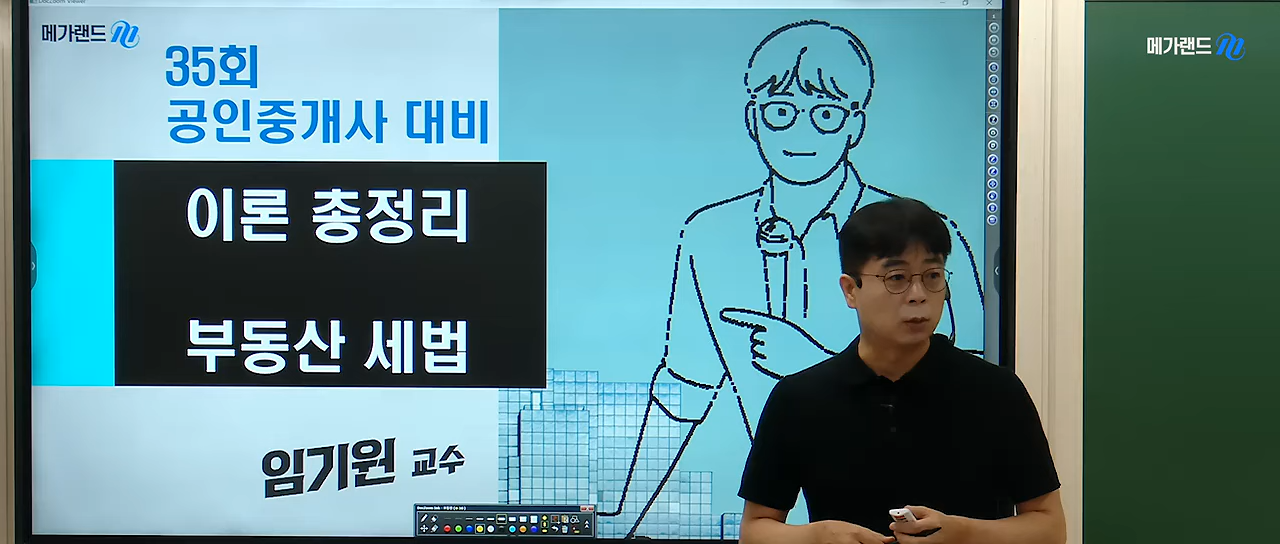 메가랜드
35회
공인중개사 대비
이론 총정리
부동산 세법
임기원 교수
메가랜드